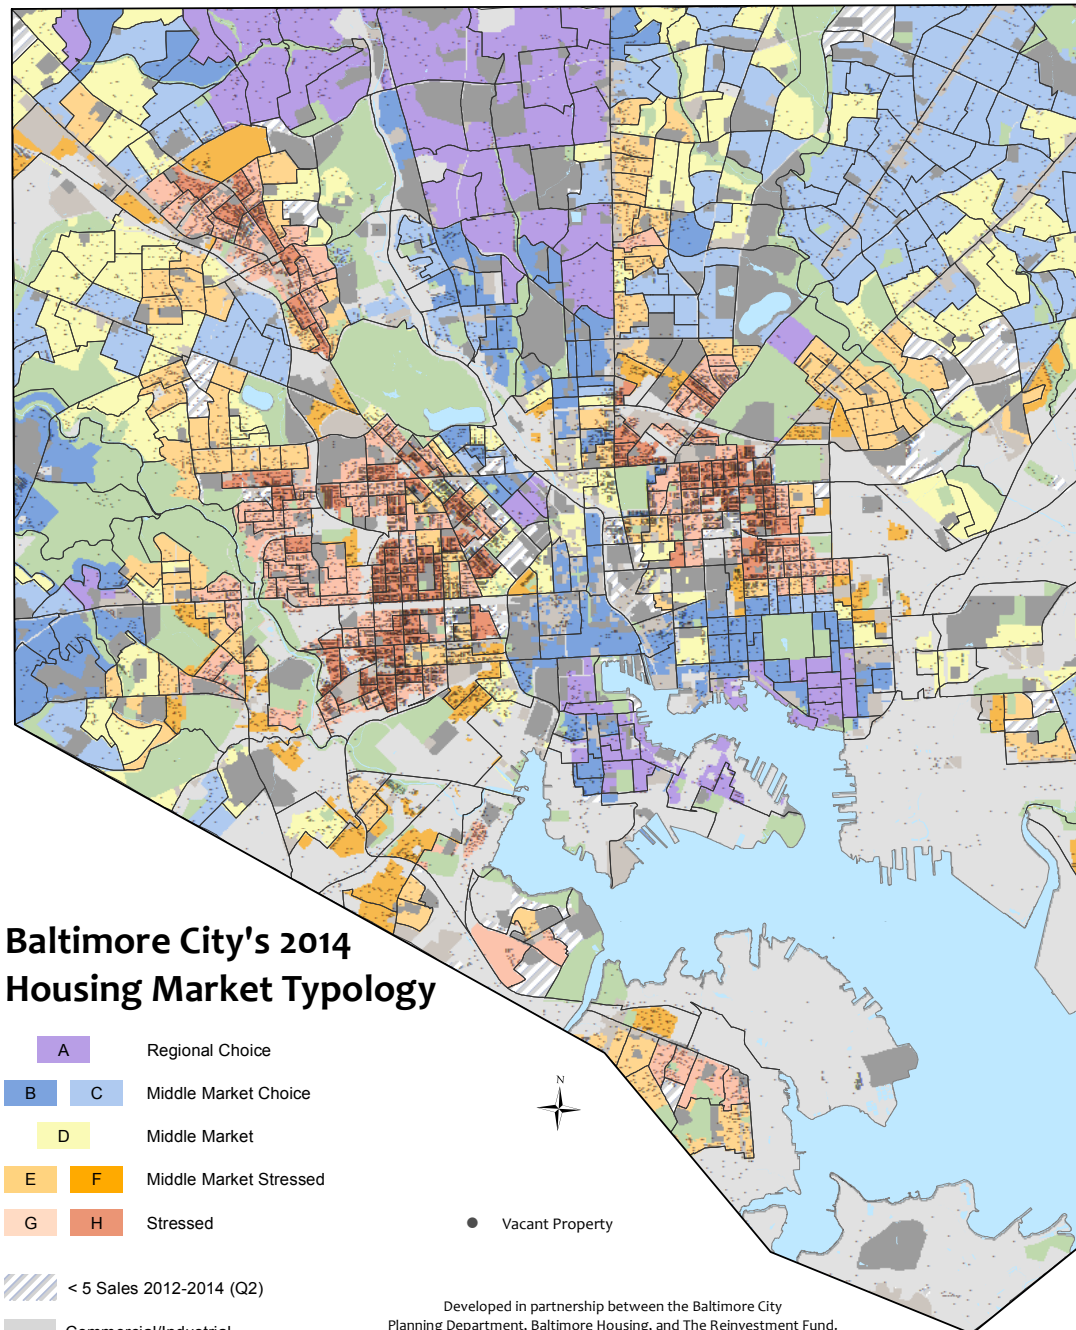 Baltimore City's 2014
Housing Market Typology
A Regional Choice
B C Middle Market Choice
D Middle Market
E F Middle Market Stressed
G H Stressed
N
Vacant Property
< 5 Sales 2012-2014 (Q2)
Commercial/Industrial
Developed in partnership between the Baltimore City
Planning Department, Baltimore Housing, and The Reinvestment Fund.